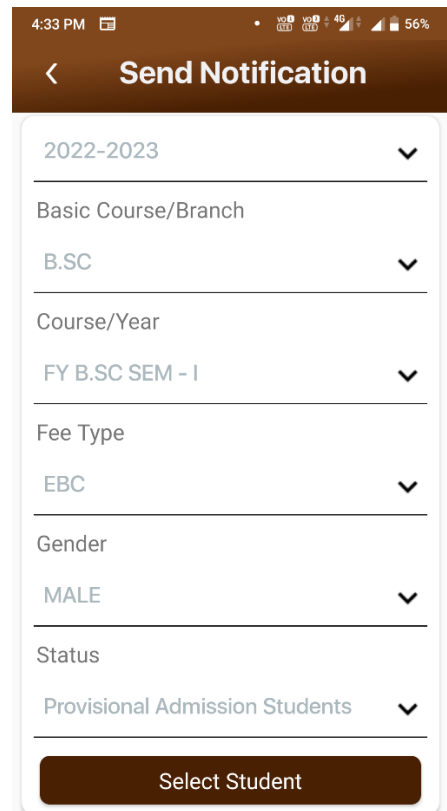 4:33 PM 56%
Send Notification
2022-2023
Basic Course/Branch
B.SC
Course/Year
FY B.SC SEM - I
Fee Type
EBC
Gender
MALE
Status
Provisional Admission Students
Select Student